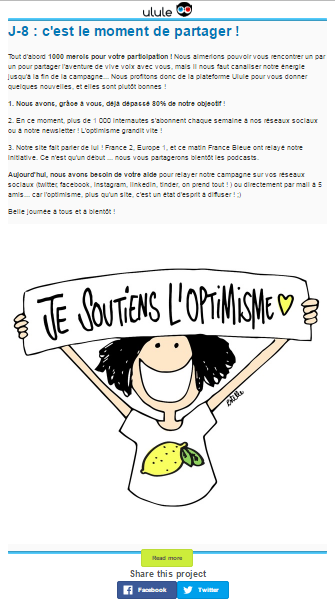 ulule
J-8 : c'est le moment de partager !
Tout d'abord 1000 mercis pour votre participation ! Nous aimerions pouvoir vous rencontrer un par
un pour partager l'aventure de vive voix avec vous, mais il nous faut canaliser notre énergie
jusqu'à la fin de la campagne... Nous profitons donc de la plateforme Ulule pour vous donner
quelques nouvelles, et elles sont plutôt bonnes !
1. Nous avons, grâce à vous, déjà dépassé 80% de notre objectif !
2. En ce moment, plus de 1 000 internautes s'abonnent chaque semaine à nos réseaux sociaux
ou à notre newsletter ! L'optimisme grandit vite !
3. Notre site fait parler de lui ! France 2, Europe 1, et ce matin France Bleue ont relayé notre
initiative. Ce n'est qu'un début ... nous vous partagerons bientôt les podcasts.
Aujourd'hui, nous avons besoin de votre aide pour relayer notre campagne sur vos réseaux
sociaux (twitter, facebook, instagram, linkedin, tinder, on prend tout ! ) ou directement par mail à 5
amis... car l'optimisme, plus qu'un site, c'est un état d'esprit à diffuser ! ;)
Belle journée à tous et à bientôt !
JE SOUTIENS L'OPTIMISME
Read more
Share this project
Facebook
Twitter